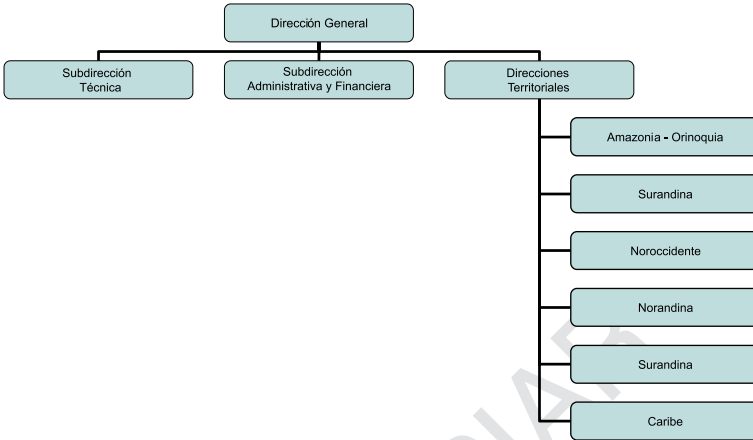 Dirección General
Subdirección
Técnica
Subdirección
Administrativa y Financiera
Direcciones
Territoriales
Amazonia - Orinoquia
Surandina
Noroccidente
Norandina
Surandina
Caribe